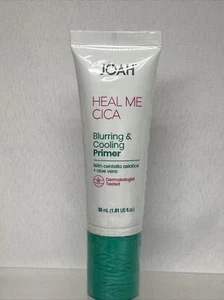 JOAH
HEAL ME
CICA
Blurring &
Cooling
Primer
with centella asiatica
+ aloe vera
Dermatologist
Tested
30 mL (1.01 US fl oz.)